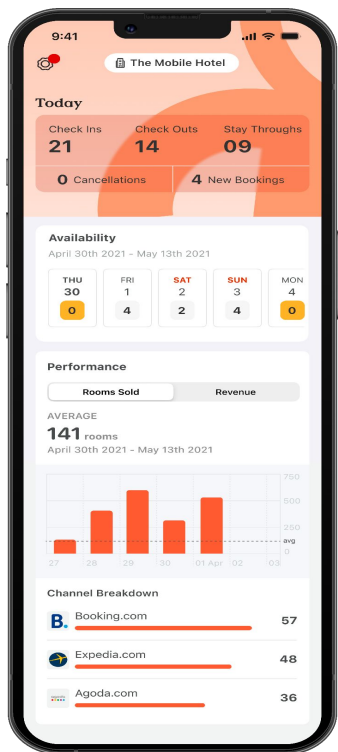 9:41
The Mobile Hotel
Today
Check Ins Check Outs Stay Throughs
21 14 09
0 Cancellations 4 New Bookings
Availability
April 30th 2021 - May 13th 2021
THU FRI SAT SUN MON
30 1 2 3 4
0 4 2 4 0
Performance
Rooms Sold Revenue
AVERAGE
141 rooms
April 30th 2021 - May 13th 2021
750
500
250
avg
0
27 28 29 30 01 Apr 02 03
Channel Breakdown
B. Booking.com 57
Expedia.com 48
agoda Agoda.com 36